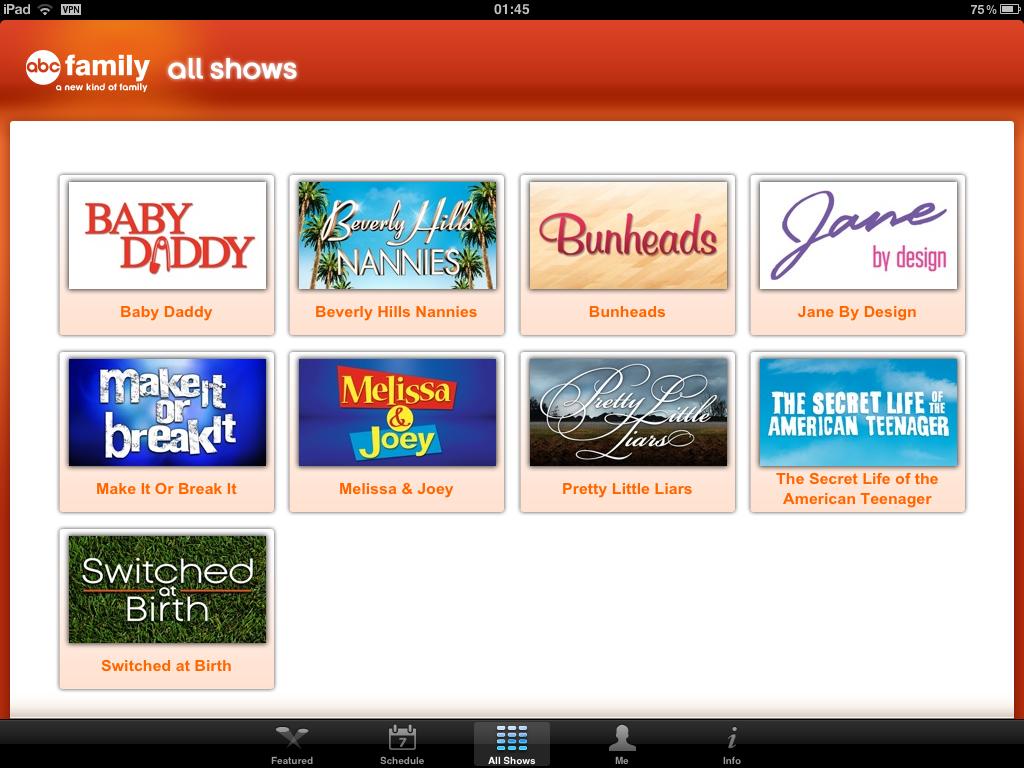 iPad VPN 01:45 75%
abc family all shows
a new kind of family
BABY
DADDY
Beverly Hills
NANNIES
Bunheads
Jane
by design
Baby Daddy
Beverly Hills Nannies
Bunheads
Jane By Design
make it
or
break it
Melissa
&
Joey
Pretty Little
Liars
THE SECRET LIFE OF THE
AMERICAN TEENAGER
Make It Or Break It
Melissa & Joey
Pretty Little Liars
The Secret Life of the
American Teenager
Switched
at
Birth
Switched at Birth
7
Featured
Schedule
All Shows
Me
i
Info